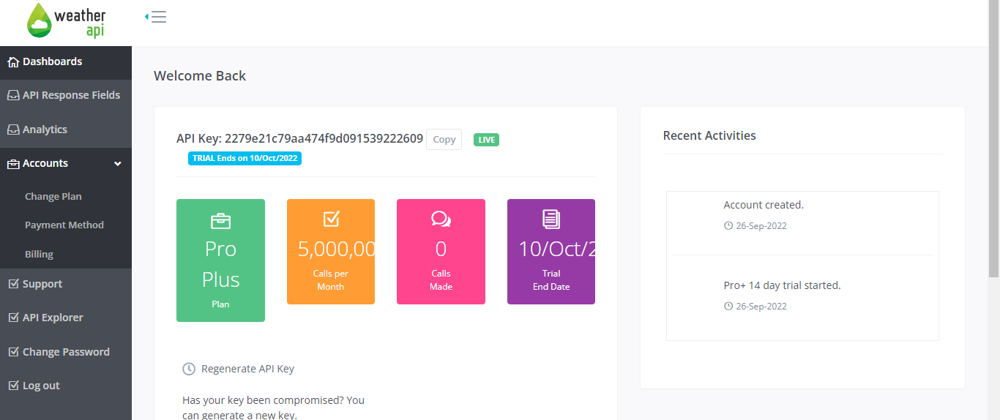 weather
api
Dashboards
API Response Fields
Analytics
Accounts
Change Plan
Payment Method
Billing
Support
API Explorer
Change Password
Log out
Welcome Back
API Key: 2279e21c79aa474f9d091539222609 Copy LIVE
TRIAL Ends on 10/Oct/2022
Pro
Plus
Plan
5,000,00
Calls per
Month
0
Calls
Made
10/Oct/2
Trial
End Date
Regenerate API Key
Has your key been compromised? You
can generate a new key.
Recent Activities
Account created.
26-Sep-2022
Pro+ 14 day trial started.
26-Sep-2022